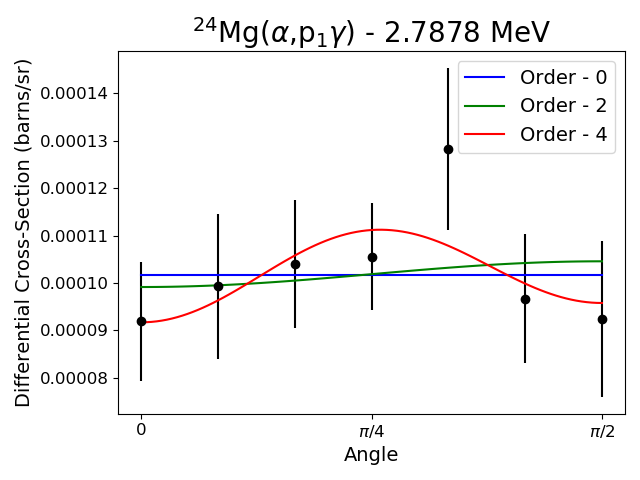 ²⁴Mg(α,p₁γ) - 2.7878 MeV
Order - 0
Order - 2
Order - 4
Differential Cross-Section (barns/sr)
0.00014
0.00013
0.00012
0.00011
0.00010
0.00009
0.00008
0 π/4 π/2
Angle